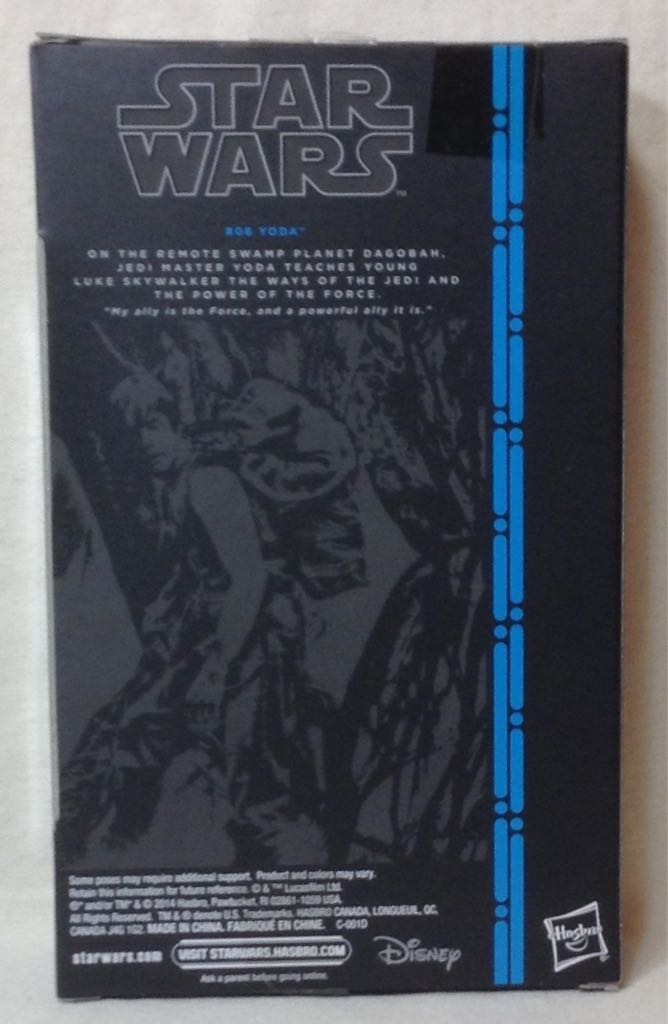 STAR
WARS™
#06 YODA™
ON THE REMOTE SWAMP PLANET DAGOBAH,
JEDI MASTER YODA TEACHES YOUNG
LUKE SKYWALKER THE WAYS OF THE JEDI AND
THE POWER OF THE FORCE.
"My ally is the Force, and a powerful ally it is."
Some poses may require additional support. Product and colors may vary.
Retain this information for future reference. © & ™ Lucasfilm Ltd.
®* and/or TM* & © 2014 Hasbro, Pawtucket, RI 02861-1059 USA.
All Rights Reserved. TM & ® denote U.S. Trademarks. HASBRO CANADA, LONGUEUIL, QC,
CANADA J4G 1G2. MADE IN CHINA. FABRIQUÉ EN CHINE. C-001D
starwars.com VISIT STARWARS.HASBRO.COM Disney
Ask a parent before going online.
Hasbro®